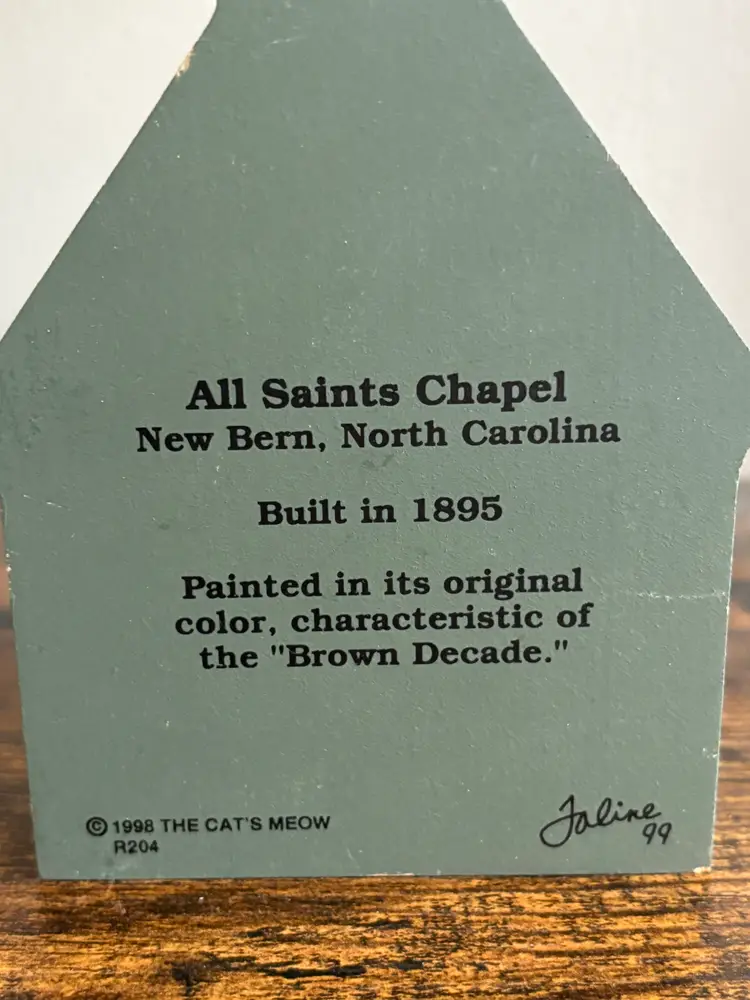 All Saints Chapel
New Bern, North Carolina
Built in 1895
Painted in its original
color, characteristic of
the "Brown Decade."
© 1998 THE CAT'S MEOW
R204
Faline
99